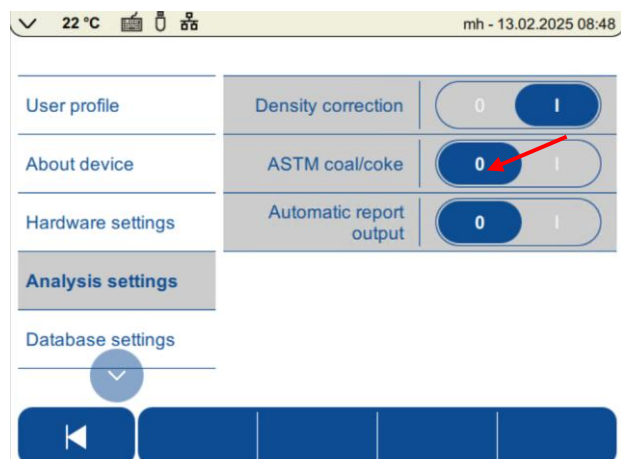 22 °C
mh - 13.02.2025 08:48
User profile
Density correction
0 I
About device
ASTM coal/coke
0 I
Hardware settings
Automatic report
output
0 I
Analysis settings
Database settings